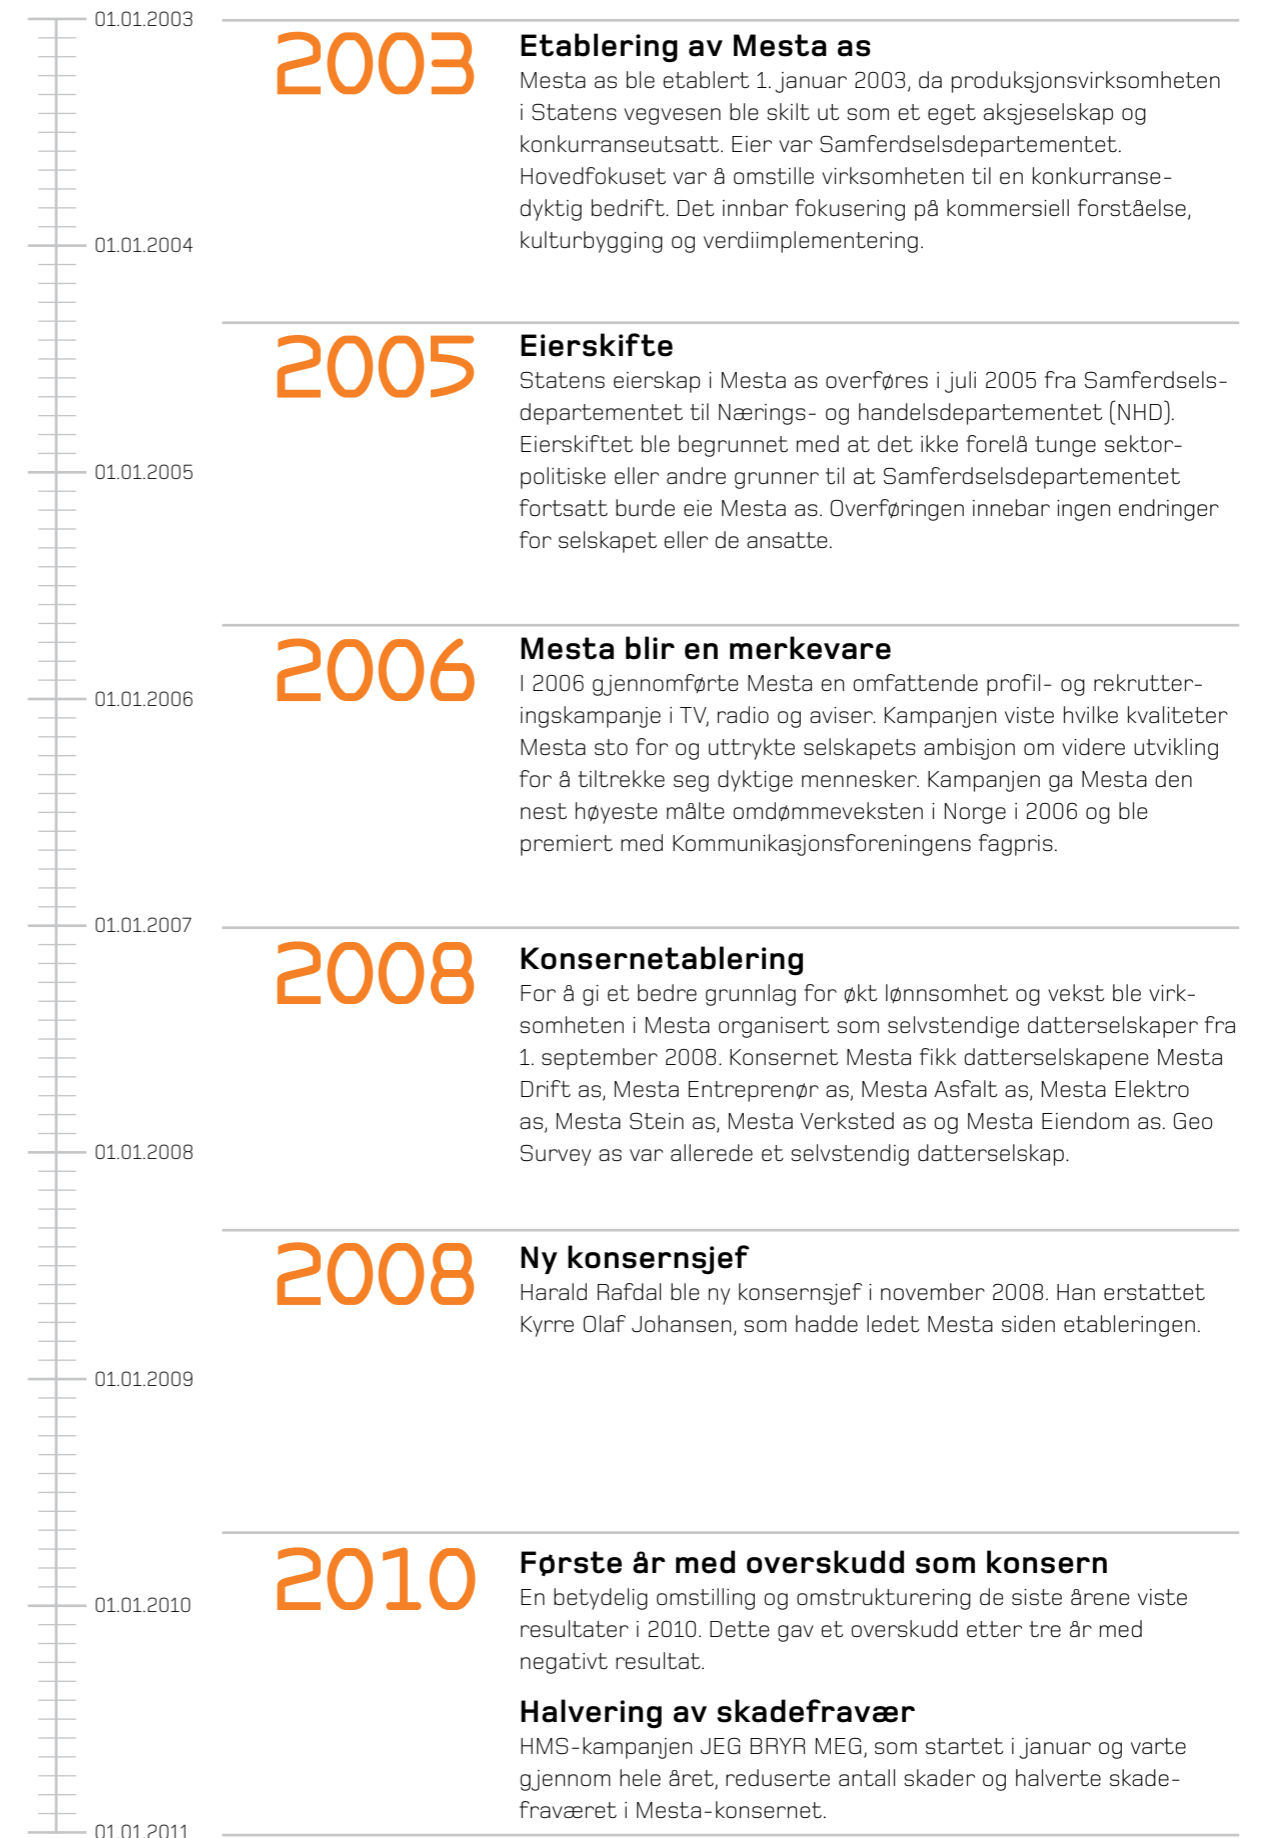 01.01.2003
2003
Etablering av Mesta as
Mesta as ble etablert 1. januar 2003, da produksjonsvirksomheten
i Statens vegvesen ble skilt ut som et eget aksjeselskap og
konkurranseutsatt. Eier var Samferdselsdepartementet.
Hovedfokuset var å omstille virksomheten til en konkurranse-
dyktig bedrift. Det innbar fokusering på kommersiell forståelse,
kulturbygging og verdiimplementering.
01.01.2004
2005
Eierskifte
Statens eierskap i Mesta as overføres i juli 2005 fra Samferdsels-
departementet til Nærings- og handelsdepartementet (NHD).
Eierskiftet ble begrunnet med at det ikke forelå tunge sektor-
politiske eller andre grunner til at Samferdselsdepartementet
fortsatt burde eie Mesta as. Overføringen innebar ingen endringer
for selskapet eller de ansatte.
01.01.2005
2006
Mesta blir en merkevare
I 2006 gjennomførte Mesta en omfattende profil- og rekrutter-
ingskampanje i TV, radio og aviser. Kampanjen viste hvilke kvaliteter
Mesta sto for og uttrykte selskapets ambisjon om videre utvikling
for å tiltrekke seg dyktige mennesker. Kampanjen ga Mesta den
nest høyeste målte omdømmeveksten i Norge i 2006 og ble
premiert med Kommunikasjonsforeningens fagpris.
01.01.2006
01.01.2007
2008
Konsernetablering
For å gi et bedre grunnlag for økt lønnsomhet og vekst ble virk-
somheten i Mesta organisert som selvstendige datterselskaper fra
1. september 2008. Konsernet Mesta fikk datterselskapene Mesta
Drift as, Mesta Entreprenør as, Mesta Asfalt as, Mesta Elektro
as, Mesta Stein as, Mesta Verksted as og Mesta Eiendom as. Geo
Survey as var allerede et selvstendig datterselskap.
01.01.2008
2008
Ny konsernsjef
Harald Rafdal ble ny konsernsjef i november 2008. Han erstattet
Kyrre Olaf Johansen, som hadde ledet Mesta siden etableringen.
01.01.2009
2010
Første år med overskudd som konsern
En betydelig omstilling og omstrukturering de siste årene viste
resultater i 2010. Dette gav et overskudd etter tre år med
negativt resultat.
01.01.2010
Halvering av skadefravær
HMS-kampanjen JEG BRYR MEG, som startet i januar og varte
gjennom hele året, reduserte antall skader og halverte skade-
fraværet i Mesta-konsernet.
01.01.2011